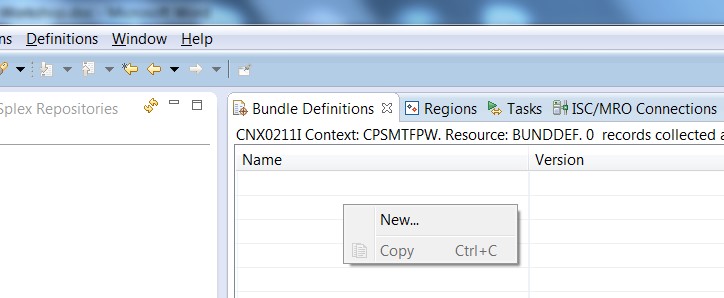 ns Definitions Window Help
Splex Repositories
Bundle Definitions Regions Tasks ISC/MRO Connections
CNX0211I Context: CPSMTFPW. Resource: BUNDDEF. 0 records collected a
Name Version
New...
Copy Ctrl+C